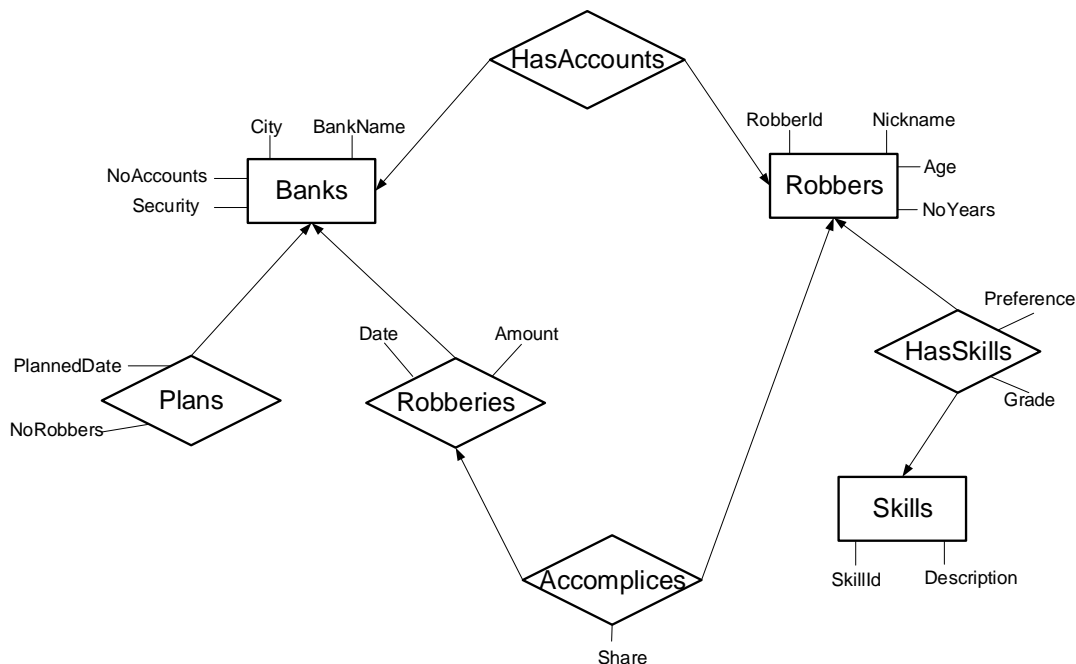 HasAccounts
City
BankName
NoAccounts
Security
Banks
RobberId
Nickname
Age
NoYears
Robbers
PlannedDate
NoRobbers
Plans
Date
Amount
Robberies
Preference
HasSkills
Grade
Skills
SkillId
Description
Accomplices
Share